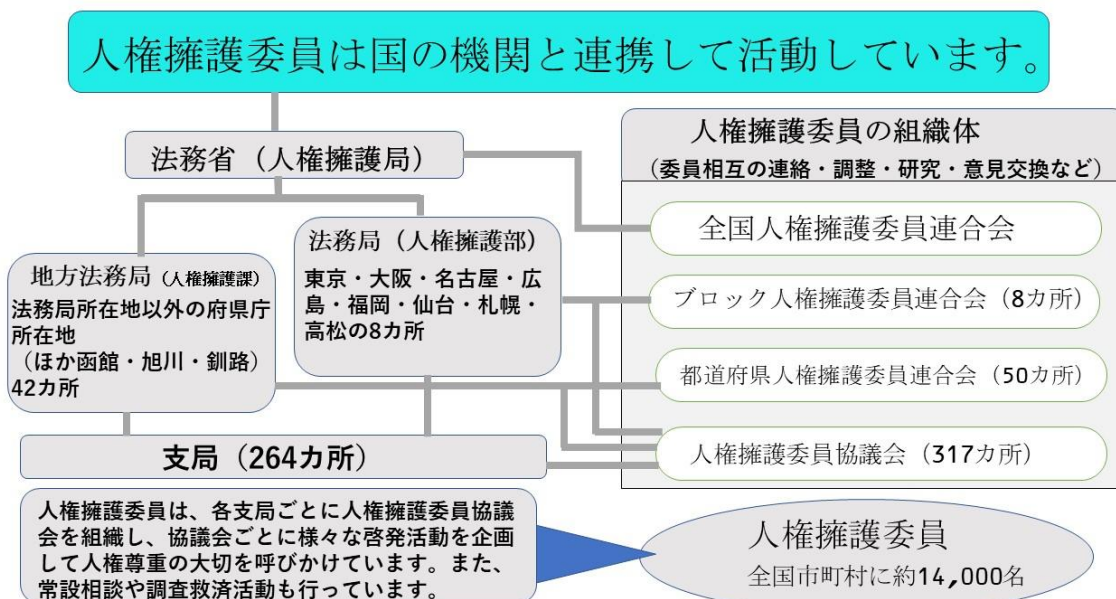 人権擁護委員は国の機関と連携して活動しています。
法務省（人権擁護局）
地方法務局（人権擁護課）
法務局所在地以外の府県庁
所在地
（ほか函館・旭川・釧路）
42カ所
法務局（人権擁護部）
東京・大阪・名古屋・広
島・福岡・仙台・札幌・
高松の8カ所
支局（264カ所）
人権擁護委員は、各支局ごとに人権擁護委員協議
会を組織し、協議会ごとに様々な啓発活動を企画
して人権尊重の大切を呼びかけています。また、
常設相談や調査救済活動も行っています。
人権擁護委員の組織体
（委員相互の連絡・調整・研究・意見交換など）
全国人権擁護委員連合会
ブロック人権擁護委員連合会（8カ所）
都道府県人権擁護委員連合会（50カ所）
人権擁護委員協議会（317カ所）
人権擁護委員
全国市町村に約14,000名